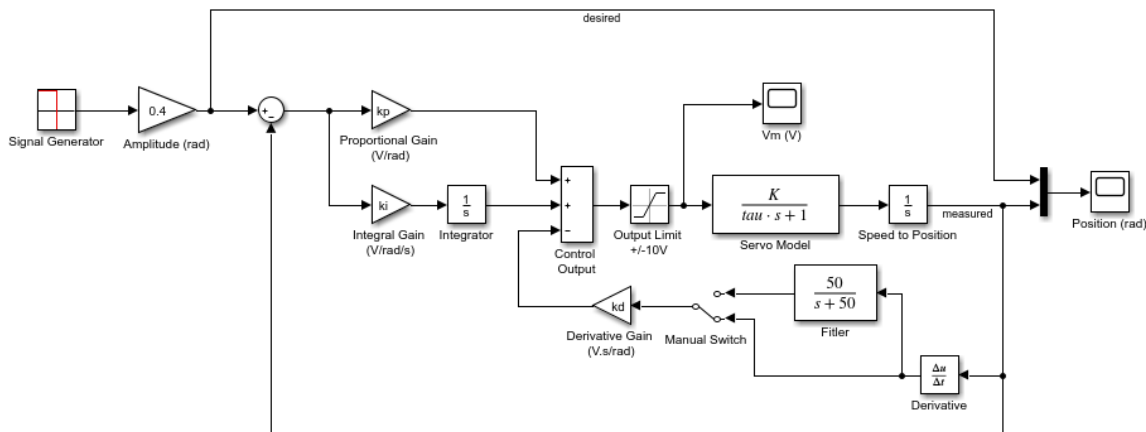 desired
Signal Generator
0.4
Amplitude (rad)
+
−
kp
Proportional Gain
(V/rad)
ki
Integral Gain
(V/rad/s)
1
s
Integrator
+
+
−
Control
Output
Output Limit
+/-10V
Vm (V)
K
tau · s + 1
Servo Model
1
s
Speed to Position
measured
Position (rad)
kd
Derivative Gain
(V.s/rad)
Manual Switch
50
s + 50
Fitler
Δu
Δt
Derivative